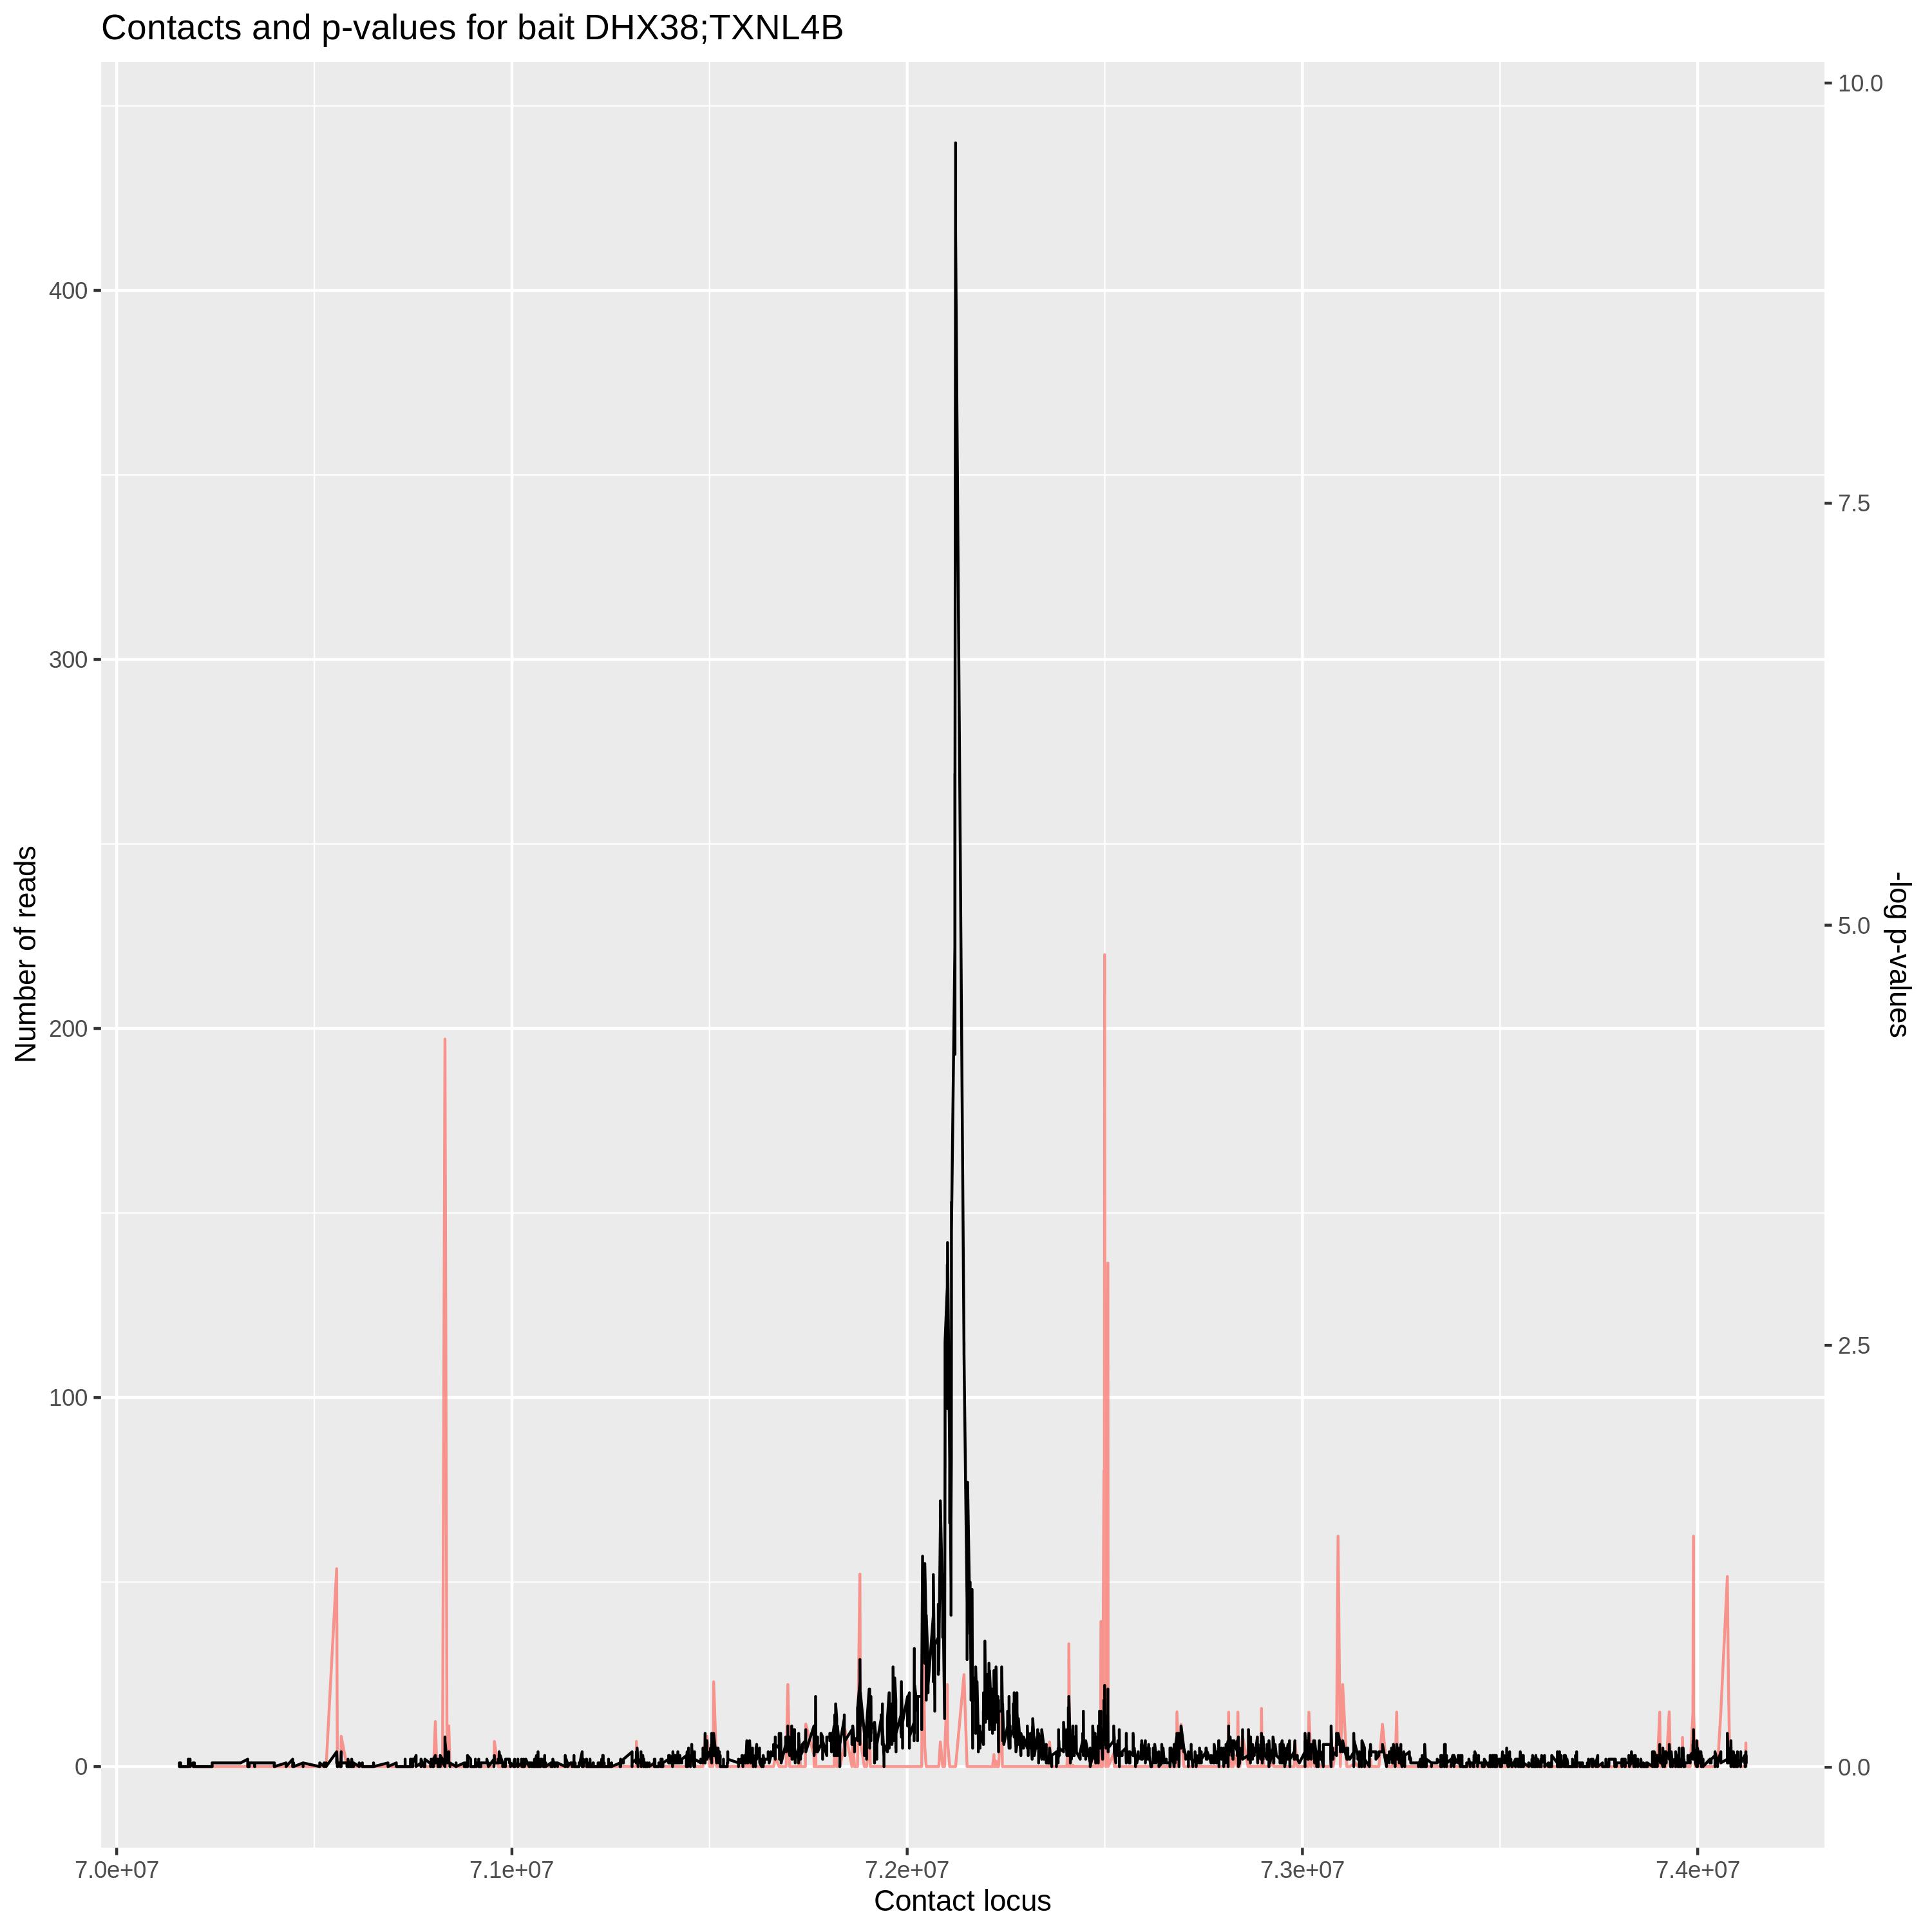 Contacts and p-values for bait DHX38;TXNL4B
10.0
400
7.5
300
Number of reads
-log p-values
5.0
200
2.5
100
0
0.0
7.0e+07 7.1e+07 7.2e+07 7.3e+07 7.4e+07
Contact locus